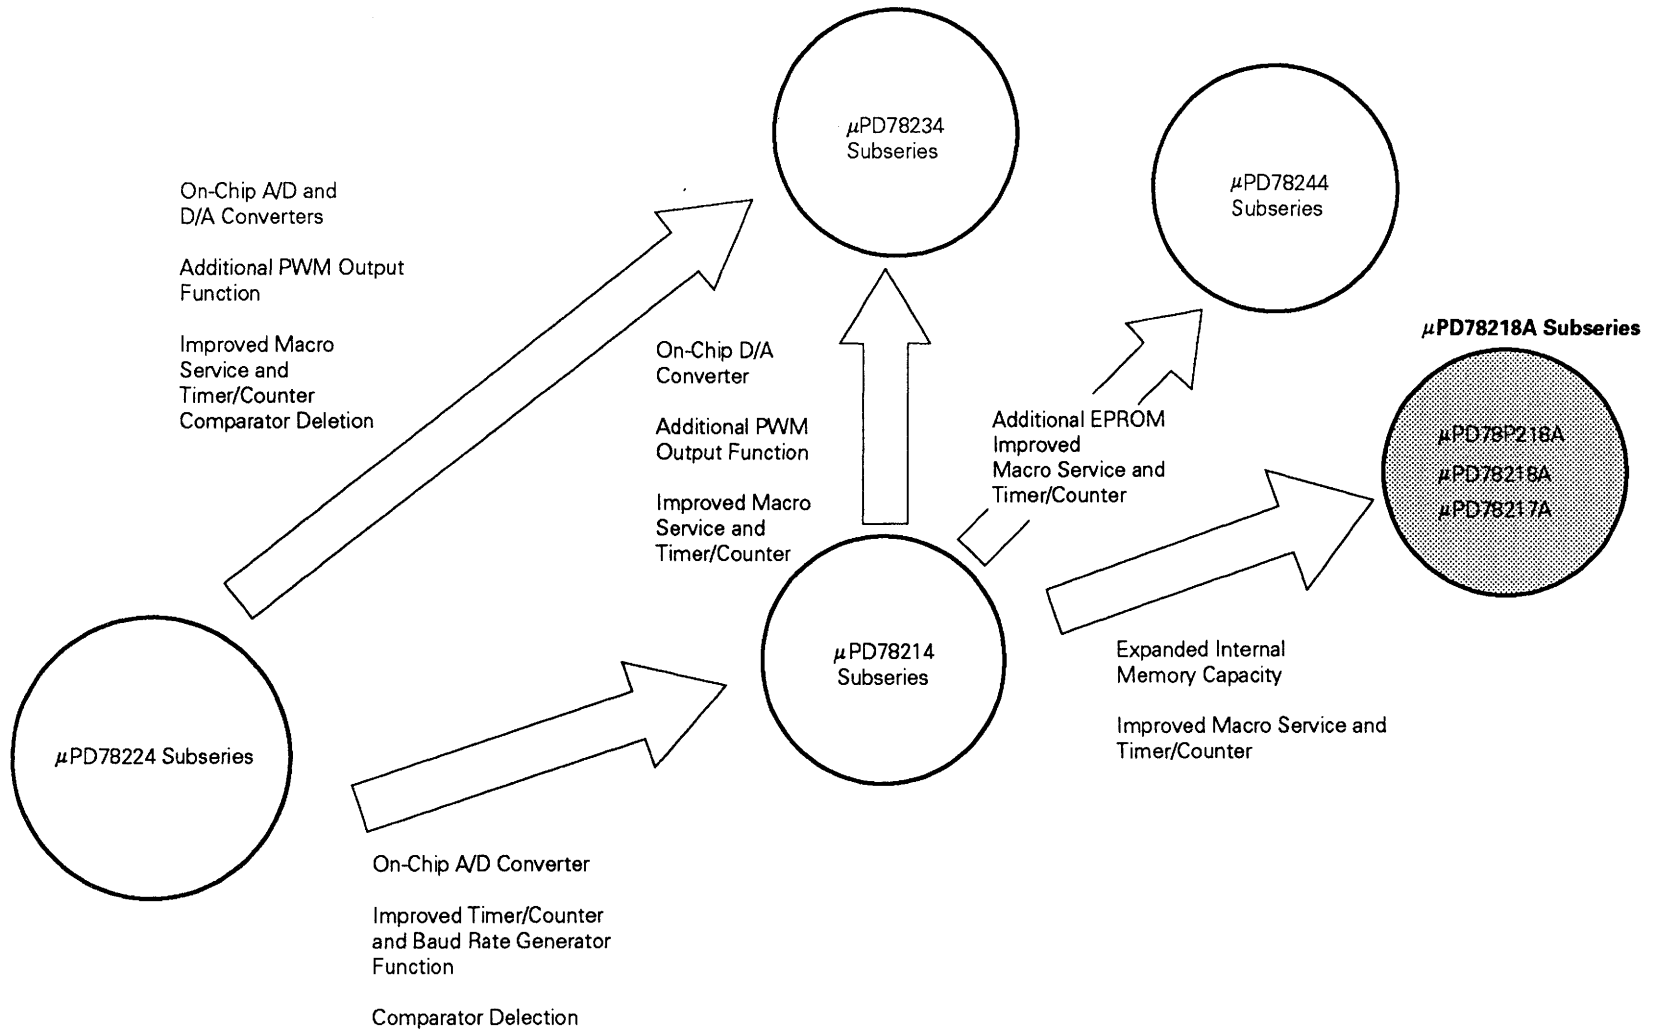 μPD78234
Subseries
μPD78244
Subseries
On-Chip A/D and
D/A Converters
Additional PWM Output
Function
Improved Macro
Service and
Timer/Counter
Comparator Deletion
On-Chip D/A
Converter
Additional PWM
Output Function
Improved Macro
Service and
Timer/Counter
Additional EPROM
Improved
Macro Service and
Timer/Counter
μPD78218A Subseries
μPD78P218A
μPD78218A
μPD78217A
μPD78214
Subseries
Expanded Internal
Memory Capacity
Improved Macro Service and
Timer/Counter
μPD78224 Subseries
On-Chip A/D Converter
Improved Timer/Counter
and Baud Rate Generator
Function
Comparator Delection